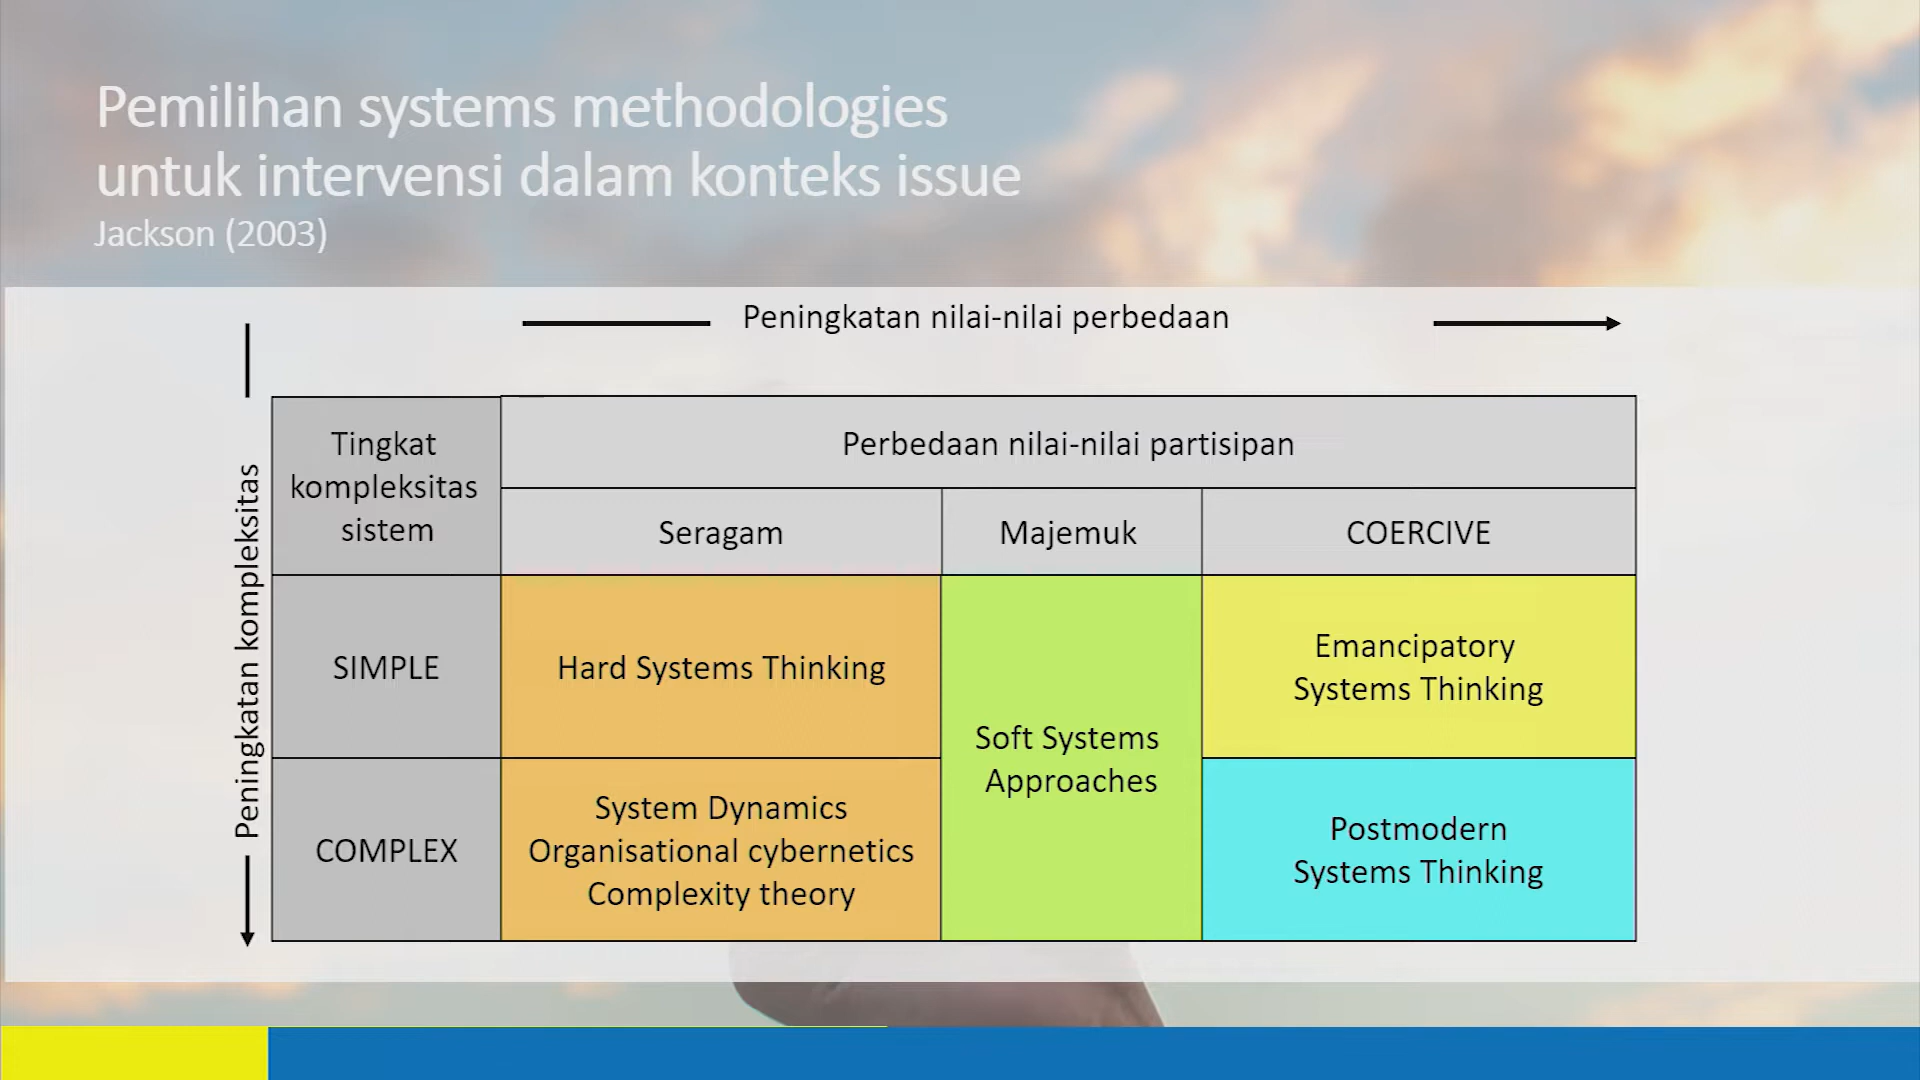 Pemilihan systems methodologies
untuk intervensi dalam konteks issue
Jackson (2003)
Peningkatan nilai-nilai perbedaan
Peningkatan kompleksitas
Tingkat
kompleksitas
sistem
Perbedaan nilai-nilai partisipan
Seragam
Majemuk
COERCIVE
SIMPLE
Hard Systems Thinking
Soft Systems
Approaches
Emancipatory
Systems Thinking
COMPLEX
System Dynamics
Organisational cybernetics
Complexity theory
Postmodern
Systems Thinking